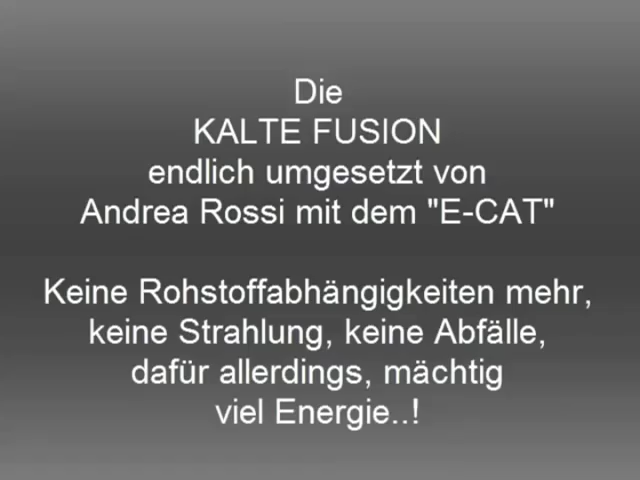 Die
KALTE FUSION
endlich umgesetzt von
Andrea Rossi mit dem "E-CAT"
Keine Rohstoffabhängigkeiten mehr,
keine Strahlung, keine Abfälle,
dafür allerdings, mächtig
viel Energie..!